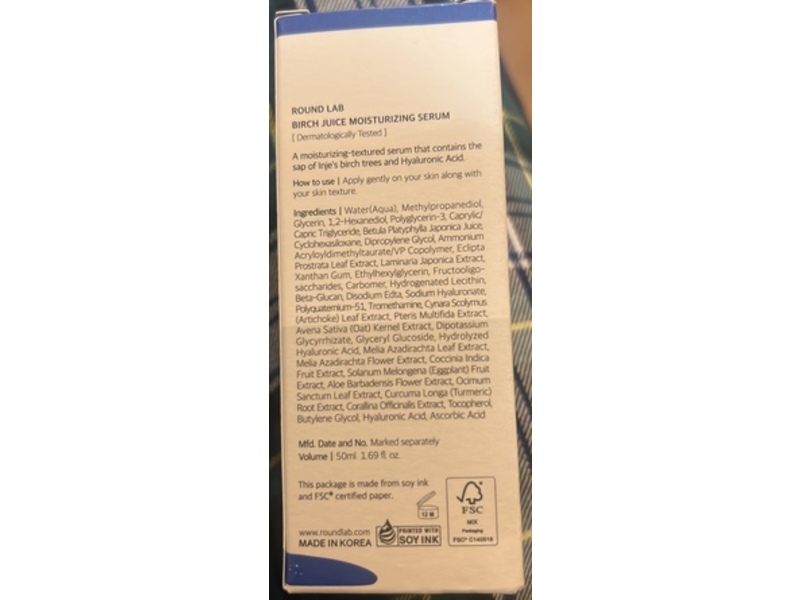 ROUND LAB
BIRCH JUICE MOISTURIZING SERUM
[ Dermatologically Tested ]
A moisturizing-textured serum that contains the
sap of Inje's birch trees and Hyaluronic Acid.
How to use | Apply gently on your skin along with
your skin texture.
Ingredients | Water(Aqua), Methylpropanediol,
Glycerin, 1,2-Hexanediol, Polyglycerin-3, Caprylic/
Capric Triglyceride, Betula Platyphylla Japonica Juice,
Cyclohexasiloxane, Dipropylene Glycol, Ammonium
Acryloyldimethyltaurate/VP Copolymer, Eclipta
Prostrata Leaf Extract, Laminaria Japonica Extract,
Xanthan Gum, Ethylhexylglycerin, Fructooligo-
saccharides, Carbomer, Hydrogenated Lecithin,
Beta-Glucan, Disodium Edta, Sodium Hyaluronate,
Polyquaternium-51, Tromethamine, Cynara Scolymus
(Artichoke) Leaf Extract, Pteris Multifida Extract,
Avena Sativa (Oat) Kernel Extract, Dipotassium
Glycyrrhizate, Glyceryl Glucoside, Hydrolyzed
Hyaluronic Acid, Melia Azadirachta Leaf Extract,
Melia Azadirachta Flower Extract, Coccinia Indica
Fruit Extract, Solanum Melongena (Eggplant) Fruit
Extract, Aloe Barbadensis Flower Extract, Ocimum
Sanctum Leaf Extract, Curcuma Longa (Turmeric)
Root Extract, Corallina Officinalis Extract, Tocopherol,
Butylene Glycol, Hyaluronic Acid, Ascorbic Acid
Mfd. Date and No. Marked separately
Volume | 50ml 1.69 fl. oz.
This package is made from soy ink
and FSC® certified paper.
12 M
FSC
MIX
Packaging
FSC® C140516
www.roundlab.com
MADE IN KOREA
PRINTED WITH
SOY INK